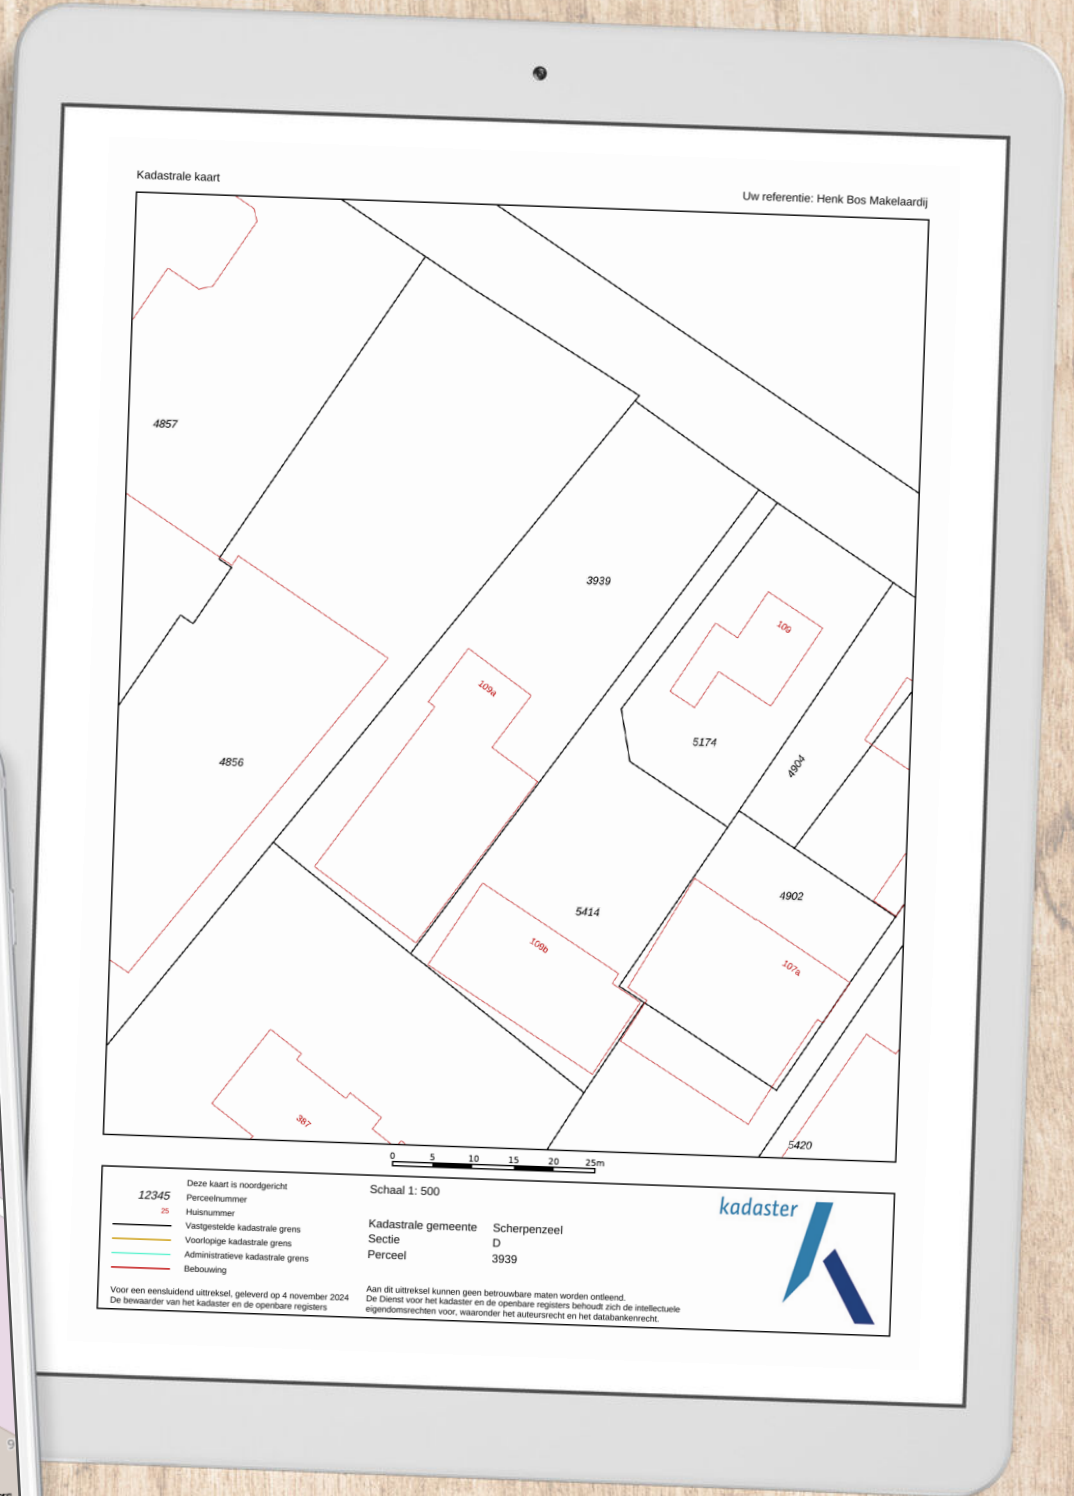 Kadastrale kaart
Uw referentie: Henk Bos Makelaardij
4857
3939
109
109a
5174
4904
4856
4902
5414
109b
107a
387
5420
0 5 10 15 20 25m
12345
25
Deze kaart is noordgericht
Perceelnummer
Huisnummer
Vastgestelde kadastrale grens
Voorlopige kadastrale grens
Administratieve kadastrale grens
Bebouwing
Schaal 1: 500
Kadastrale gemeente Scherpenzeel
Sectie D
Perceel 3939
kadaster
Voor een eensluidend uittreksel, geleverd op 4 november 2024
De bewaarder van het kadaster en de openbare registers
Aan dit uittreksel kunnen geen betrouwbare maten worden ontleend.
De Dienst voor het kadaster en de openbare registers behoudt zich de intellectuele
eigendomsrechten voor, waaronder het auteursrecht en het databankenrecht.
9